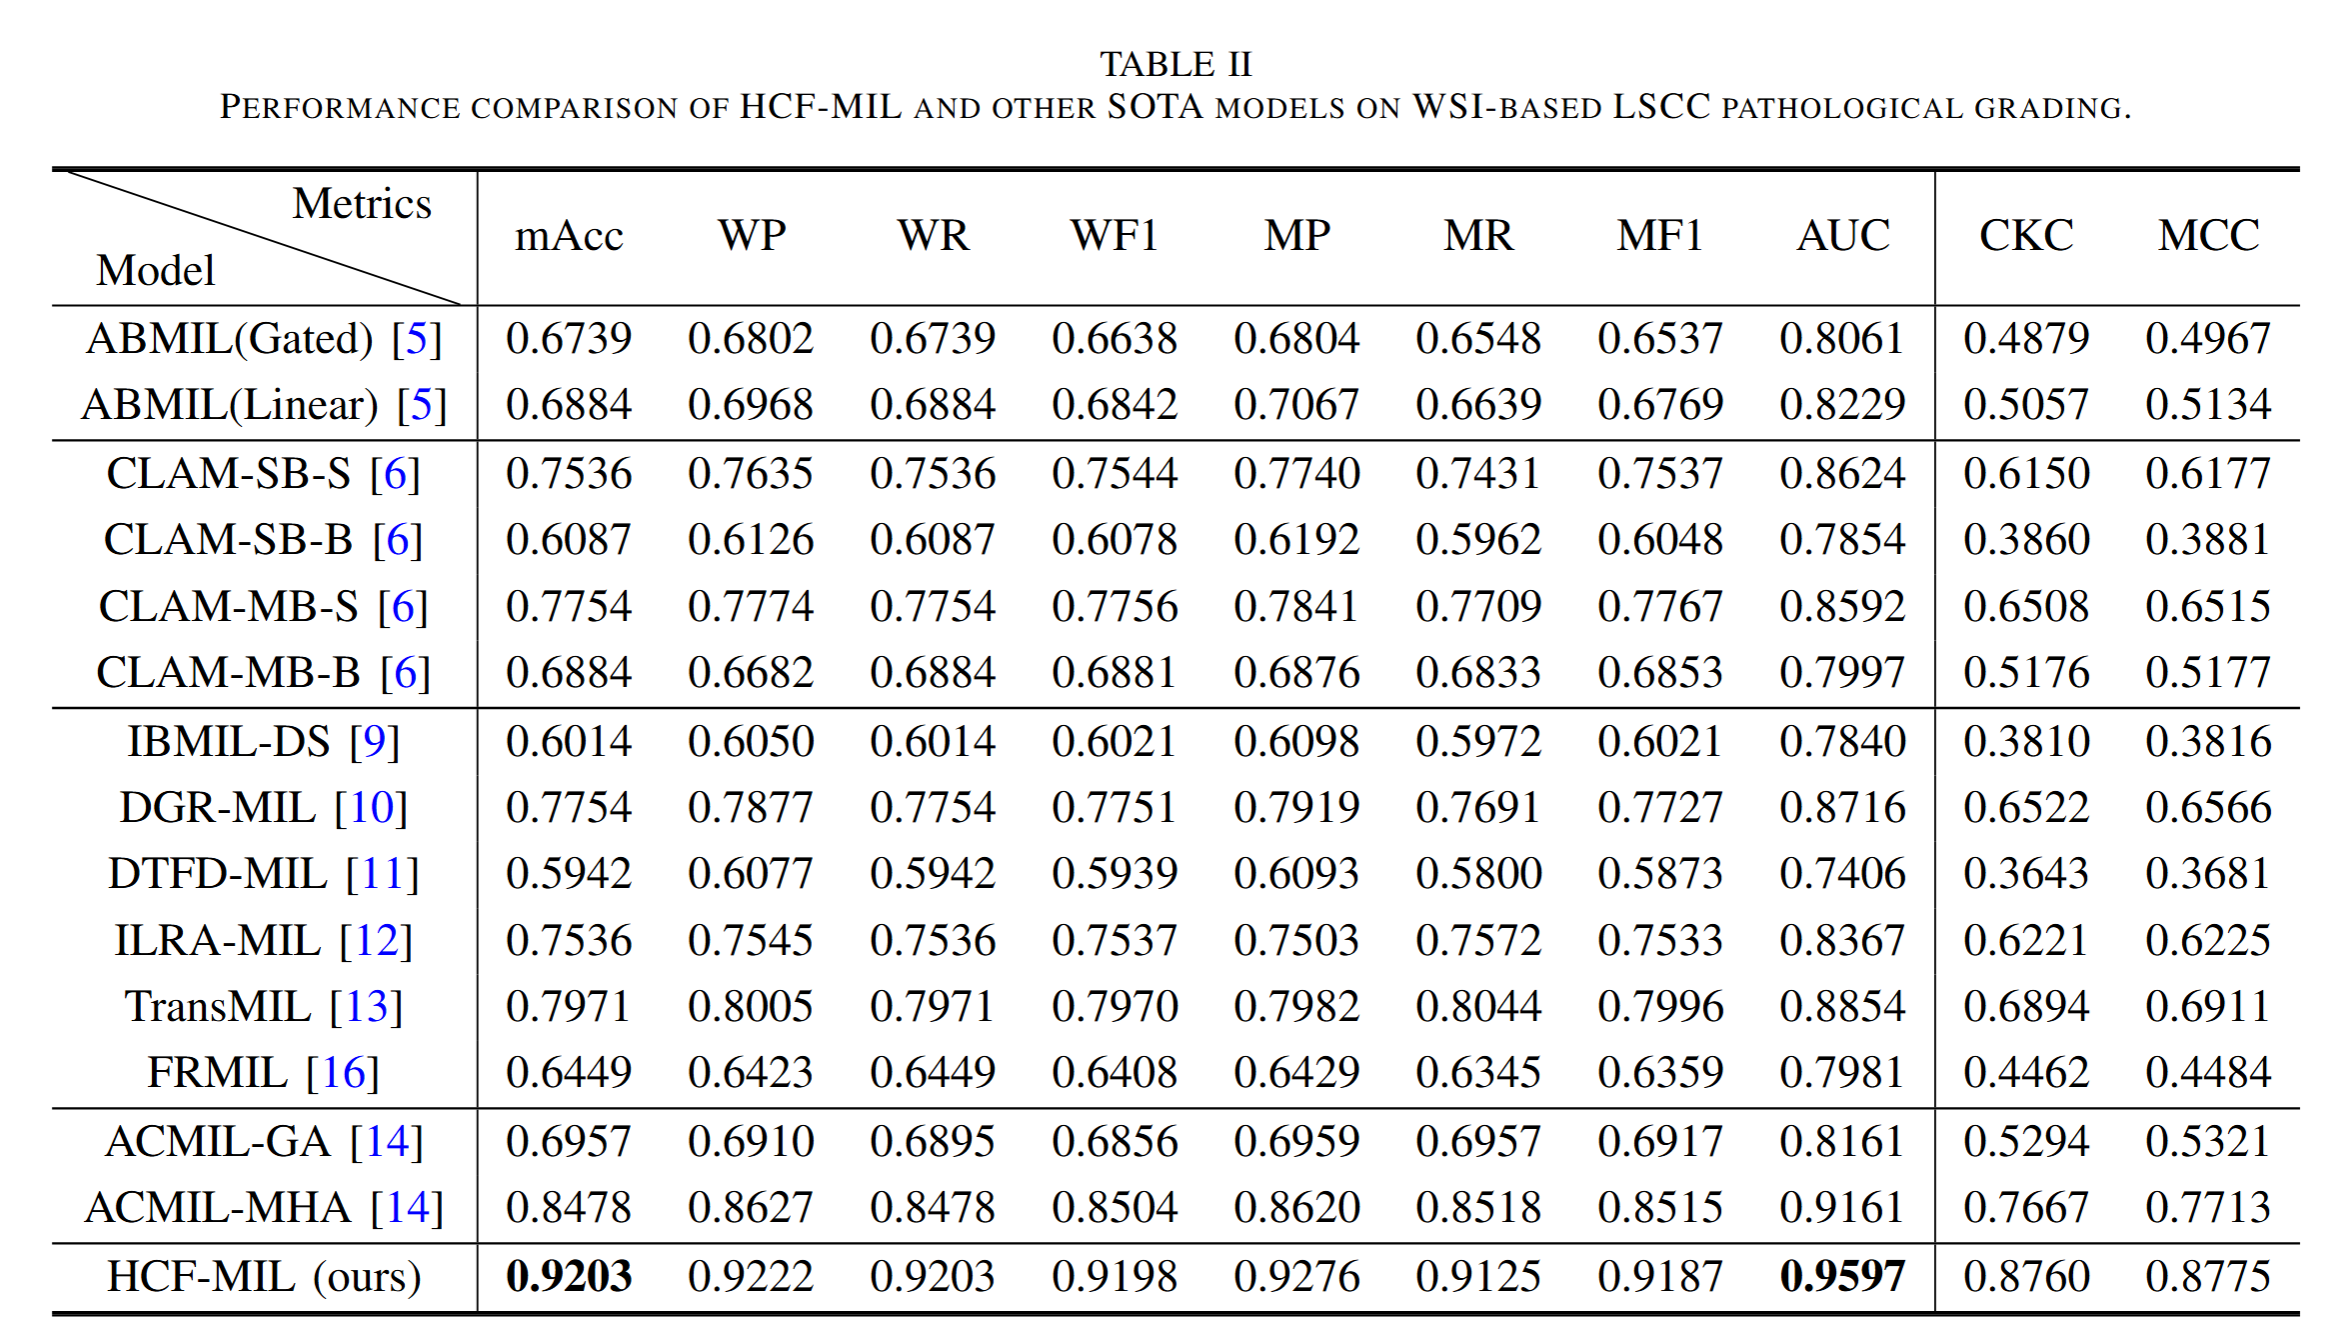 TABLE II
PERFORMANCE COMPARISON OF HCF-MIL AND OTHER SOTA MODELS ON WSI-BASED LSCC PATHOLOGICAL GRADING.
Metrics
Model
mAcc WP WR WF1 MP MR MF1 AUC CKC MCC
ABMIL(Gated) [5] 0.6739 0.6802 0.6739 0.6638 0.6804 0.6548 0.6537 0.8061 0.4879 0.4967
ABMIL(Linear) [5] 0.6884 0.6968 0.6884 0.6842 0.7067 0.6639 0.6769 0.8229 0.5057 0.5134
CLAM-SB-S [6] 0.7536 0.7635 0.7536 0.7544 0.7740 0.7431 0.7537 0.8624 0.6150 0.6177
CLAM-SB-B [6] 0.6087 0.6126 0.6087 0.6078 0.6192 0.5962 0.6048 0.7854 0.3860 0.3881
CLAM-MB-S [6] 0.7754 0.7774 0.7754 0.7756 0.7841 0.7709 0.7767 0.8592 0.6508 0.6515
CLAM-MB-B [6] 0.6884 0.6682 0.6884 0.6881 0.6876 0.6833 0.6853 0.7997 0.5176 0.5177
IBMIL-DS [9] 0.6014 0.6050 0.6014 0.6021 0.6098 0.5972 0.6021 0.7840 0.3810 0.3816
DGR-MIL [10] 0.7754 0.7877 0.7754 0.7751 0.7919 0.7691 0.7727 0.8716 0.6522 0.6566
DTFD-MIL [11] 0.5942 0.6077 0.5942 0.5939 0.6093 0.5800 0.5873 0.7406 0.3643 0.3681
ILRA-MIL [12] 0.7536 0.7545 0.7536 0.7537 0.7503 0.7572 0.7533 0.8367 0.6221 0.6225
TransMIL [13] 0.7971 0.8005 0.7971 0.7970 0.7982 0.8044 0.7996 0.8854 0.6894 0.6911
FRMIL [16] 0.6449 0.6423 0.6449 0.6408 0.6429 0.6345 0.6359 0.7981 0.4462 0.4484
ACMIL-GA [14] 0.6957 0.6910 0.6895 0.6856 0.6959 0.6957 0.6917 0.8161 0.5294 0.5321
ACMIL-MHA [14] 0.8478 0.8627 0.8478 0.8504 0.8620 0.8518 0.8515 0.9161 0.7667 0.7713
HCF-MIL (ours) 0.9203 0.9222 0.9203 0.9198 0.9276 0.9125 0.9187 0.9597 0.8760 0.8775